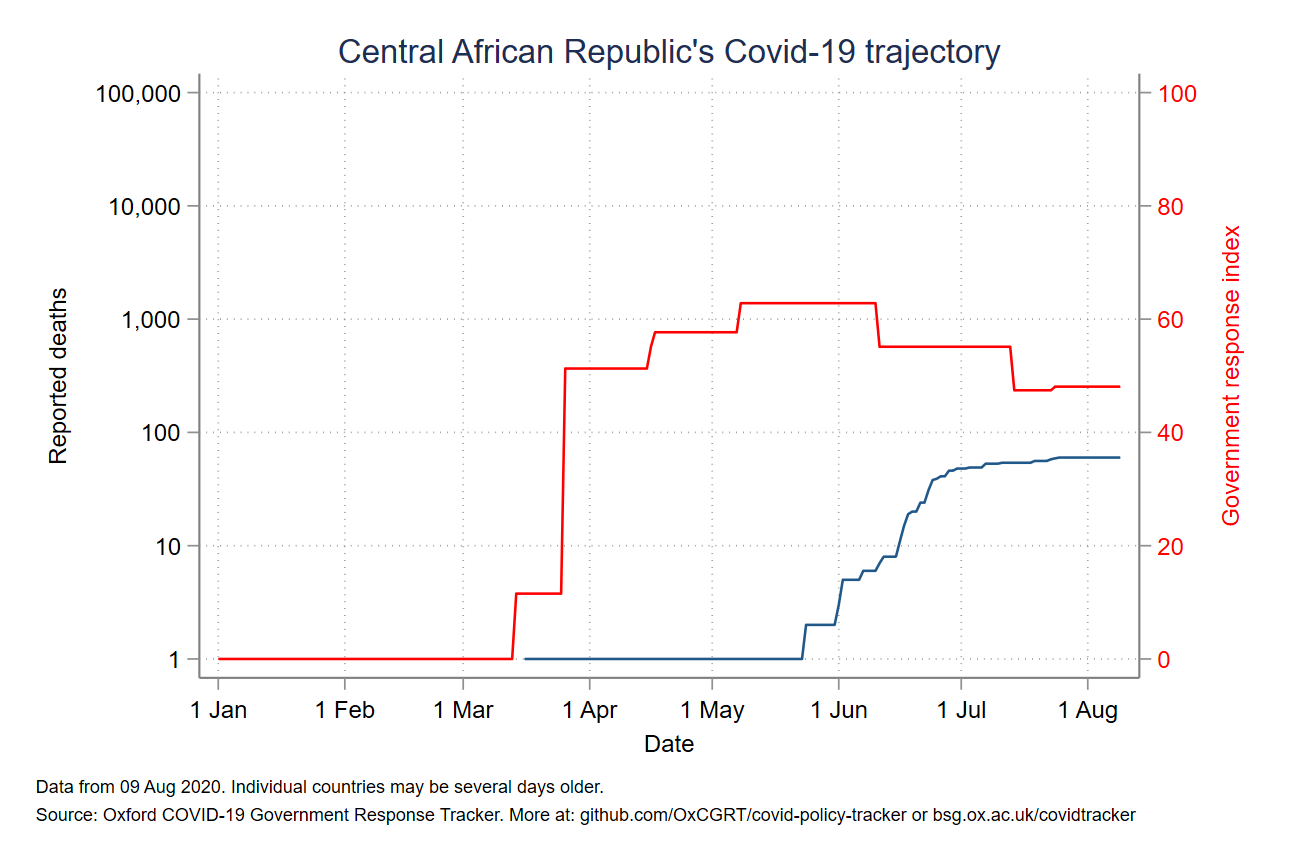 Central African Republic's Covid-19 trajectory
100,000
10,000
1,000
100
10
1
Reported deaths
100
80
60
40
20
0
Government response index
1 Jan 1 Feb 1 Mar 1 Apr 1 May 1 Jun 1 Jul 1 Aug
Date
Data from 09 Aug 2020. Individual countries may be several days older.
Source: Oxford COVID-19 Government Response Tracker. More at: github.com/OxCGRT/covid-policy-tracker or bsg.ox.ac.uk/covidtracker